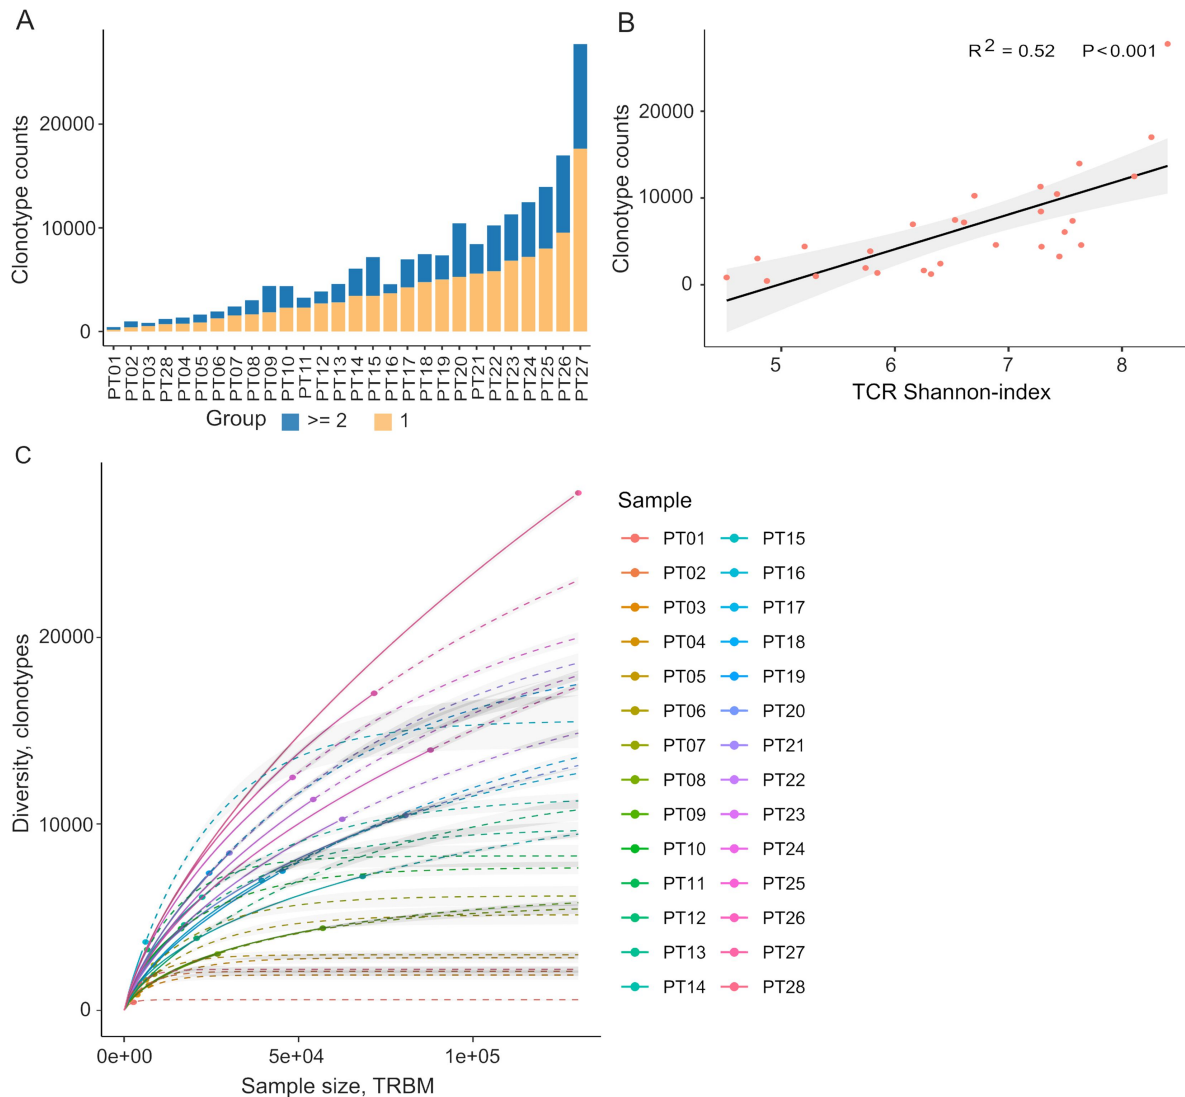 A
Clonotype counts
20000
10000
0
PT01 PT02 PT03 PT28 PT04 PT05 PT06 PT07 PT08 PT09 PT10 PT11 PT12 PT13 PT14 PT15 PT16 PT17 PT18 PT19 PT20 PT21 PT22 PT23 PT24 PT25 PT26 PT27
Group >= 2 1
B
R² = 0.52 P<0.001
Clonotype counts
20000
10000
0
5 6 7 8
TCR Shannon-index
C
Diversity, clonotypes
20000
10000
0
0e+00 5e+04 1e+05
Sample size, TRBM
Sample
PT01 PT15
PT02 PT16
PT03 PT17
PT04 PT18
PT05 PT19
PT06 PT20
PT07 PT21
PT08 PT22
PT09 PT23
PT10 PT24
PT11 PT25
PT12 PT26
PT13 PT27
PT14 PT28